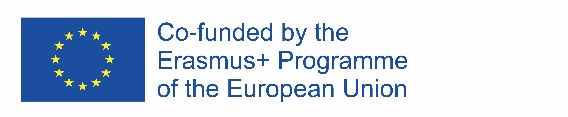 Co-funded by the
Erasmus+ Programme
of the European Union